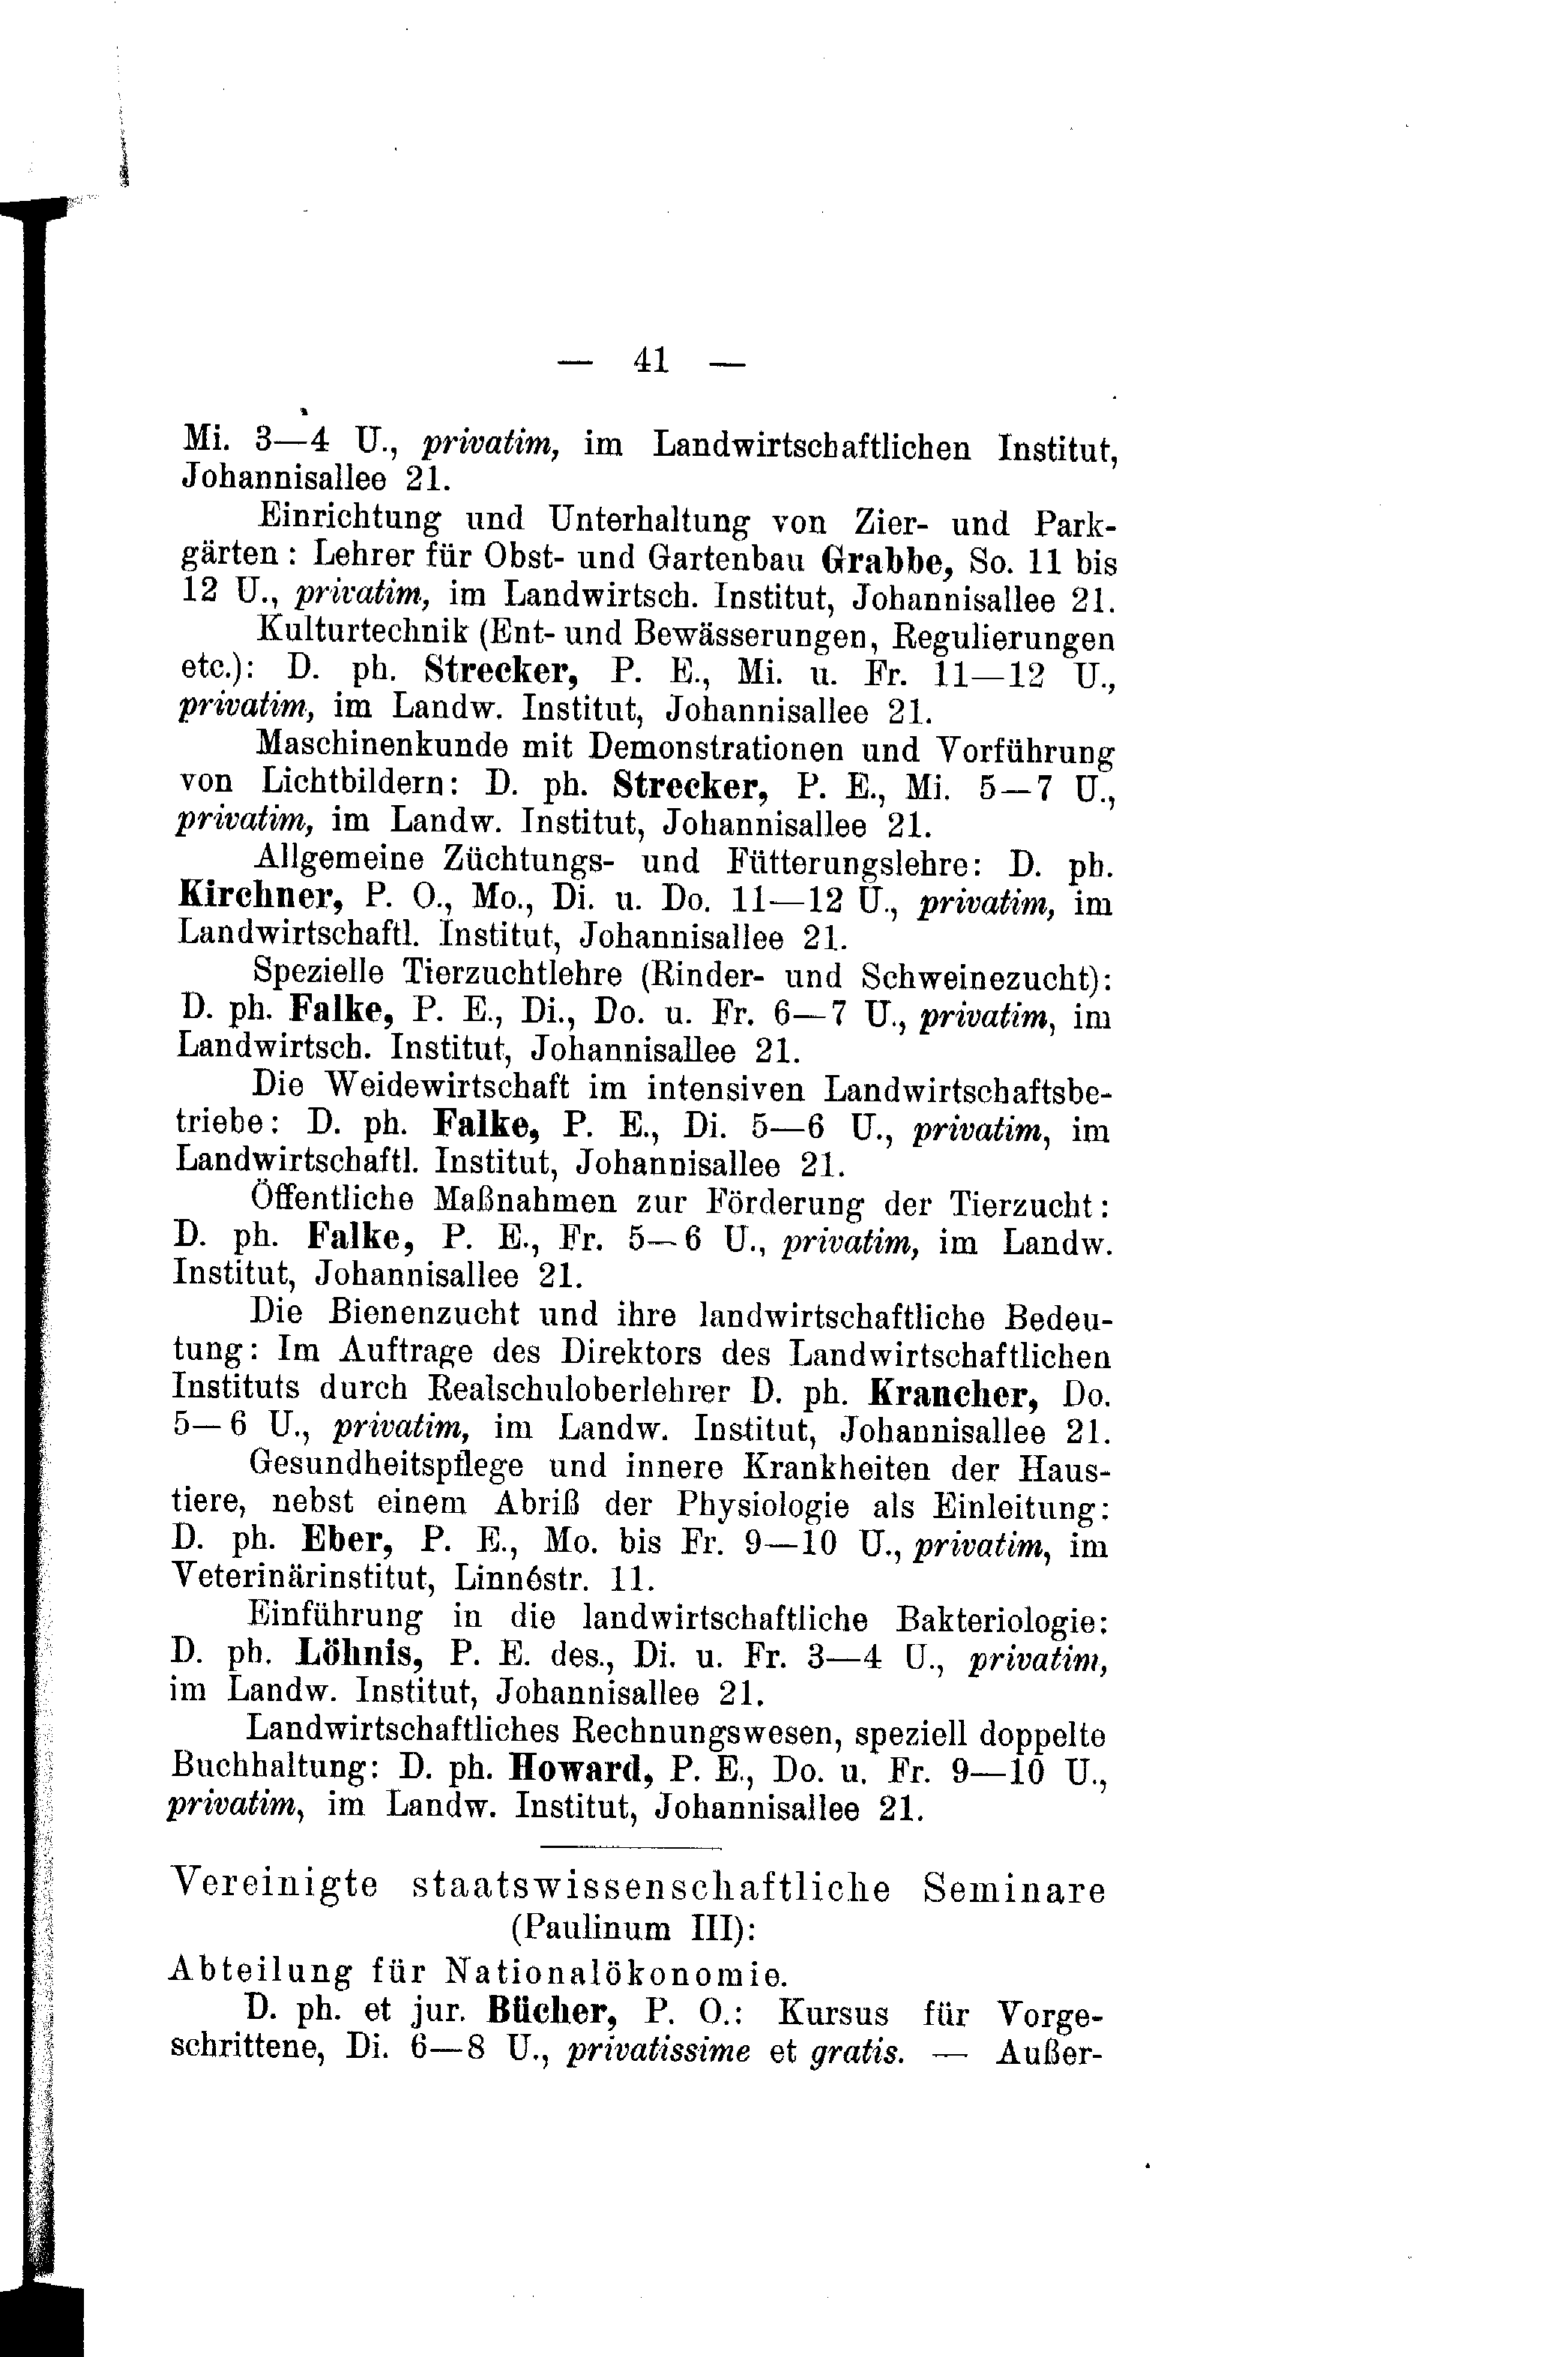 — 41 —
Mi. 3—4 U., privatim, im Landwirtschaftlichen Institut,
Johannisallee 21.
Einrichtung und Unterhaltung von Zier- und Park-
gärten: Lehrer für Obst- und Gartenbau Grabbe, So. 11 bis
12 U., privatim, im Landwirtsch. Institut, Johannisallee 21.
Kulturtechnik (Ent- und Bewässerungen, Regulierungen
etc.): D. ph. Strecker, P. E., Mi. u. Fr. 11—12 U.,
privatim, im Landw. Institut, Johannisallee 21.
Maschinenkunde mit Demonstrationen und Vorführung
von Lichtbildern: D. ph. Strecker, P. E., Mi. 5—7 U.,
privatim, im Landw. Institut, Johannisallee 21.
Allgemeine Züchtungs- und Fütterungslehre: D. ph.
Kirchner, P. O., Mo., Di. u. Do. 11—12 U., privatim, im
Landwirtschaftl. Institut, Johannisallee 21.
Spezielle Tierzuchtlehre (Rinder- und Schweinezucht):
D. ph. Falke, P. E., Di., Do. u. Fr. 6—7 U., privatim, im
Landwirtsch. Institut, Johannisallee 21.
Die Weidewirtschaft im intensiven Landwirtschaftsbe-
triebe: D. ph. Falke, P. E., Di. 5—6 U., privatim, im
Landwirtschaftl. Institut, Johannisallee 21.
Öffentliche Maßnahmen zur Förderung der Tierzucht:
D. ph. Falke, P. E., Fr. 5—6 U., privatim, im Landw.
Institut, Johannisallee 21.
Die Bienenzucht und ihre landwirtschaftliche Bedeu-
tung: Im Auftrage des Direktors des Landwirtschaftlichen
Instituts durch Realschuloberlehrer D. ph. Krancher, Do.
5—6 U., privatim, im Landw. Institut, Johannisallee 21.
Gesundheitspflege und innere Krankheiten der Haus-
tiere, nebst einem Abriß der Physiologie als Einleitung:
D. ph. Eber, P. E., Mo. bis Fr. 9—10 U., privatim, im
Veterinärinstitut, Linnéstr. 11.
Einführung in die landwirtschaftliche Bakteriologie:
D. ph. Löhnis, P. E. des., Di. u. Fr. 3—4 U., privatim,
im Landw. Institut, Johannisallee 21.
Landwirtschaftliches Rechnungswesen, speziell doppelte
Buchhaltung: D. ph. Howard, P. E., Do. u. Fr. 9—10 U.,
privatim, im Landw. Institut, Johannisallee 21.
Vereinigte staatswissenschaftliche Seminare
(Paulinum III):
Abteilung für Nationalökonomie.
D. ph. et jur. Bücher, P. O.: Kursus für Vorge-
schrittene, Di. 6—8 U., privatissime et gratis. — Außer-